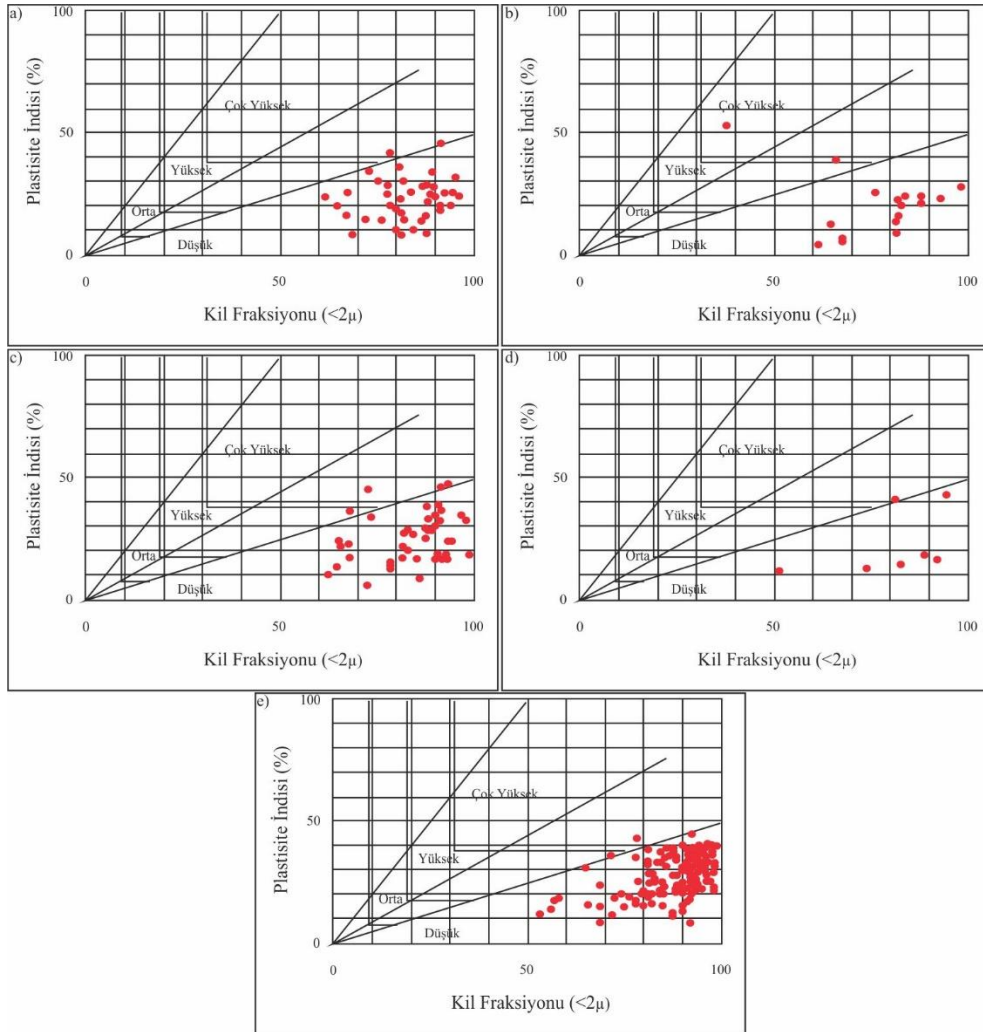 a)
100
Plastisite İndisi (%)
Çok Yüksek
50
Yüksek
Orta
Düşük
0
0 50 100
Kil Fraksiyonu (<2µ)
b)
100
Plastisite İndisi (%)
Çok Yüksek
50
Yüksek
Orta
Düşük
0
0 50 100
Kil Fraksiyonu (<2µ)
c)
100
Plastisite İndisi (%)
Çok Yüksek
50
Yüksek
Orta
Düşük
0
0 50 100
Kil Fraksiyonu (<2µ)
d)
100
Plastisite İndisi (%)
Çok Yüksek
50
Yüksek
Orta
Düşük
0
0 50 100
Kil Fraksiyonu (<2µ)
e)
100
Plastisite İndisi (%)
Çok Yüksek
50
Yüksek
Orta
Düşük
0
0 50 100
Kil Fraksiyonu (<2µ)